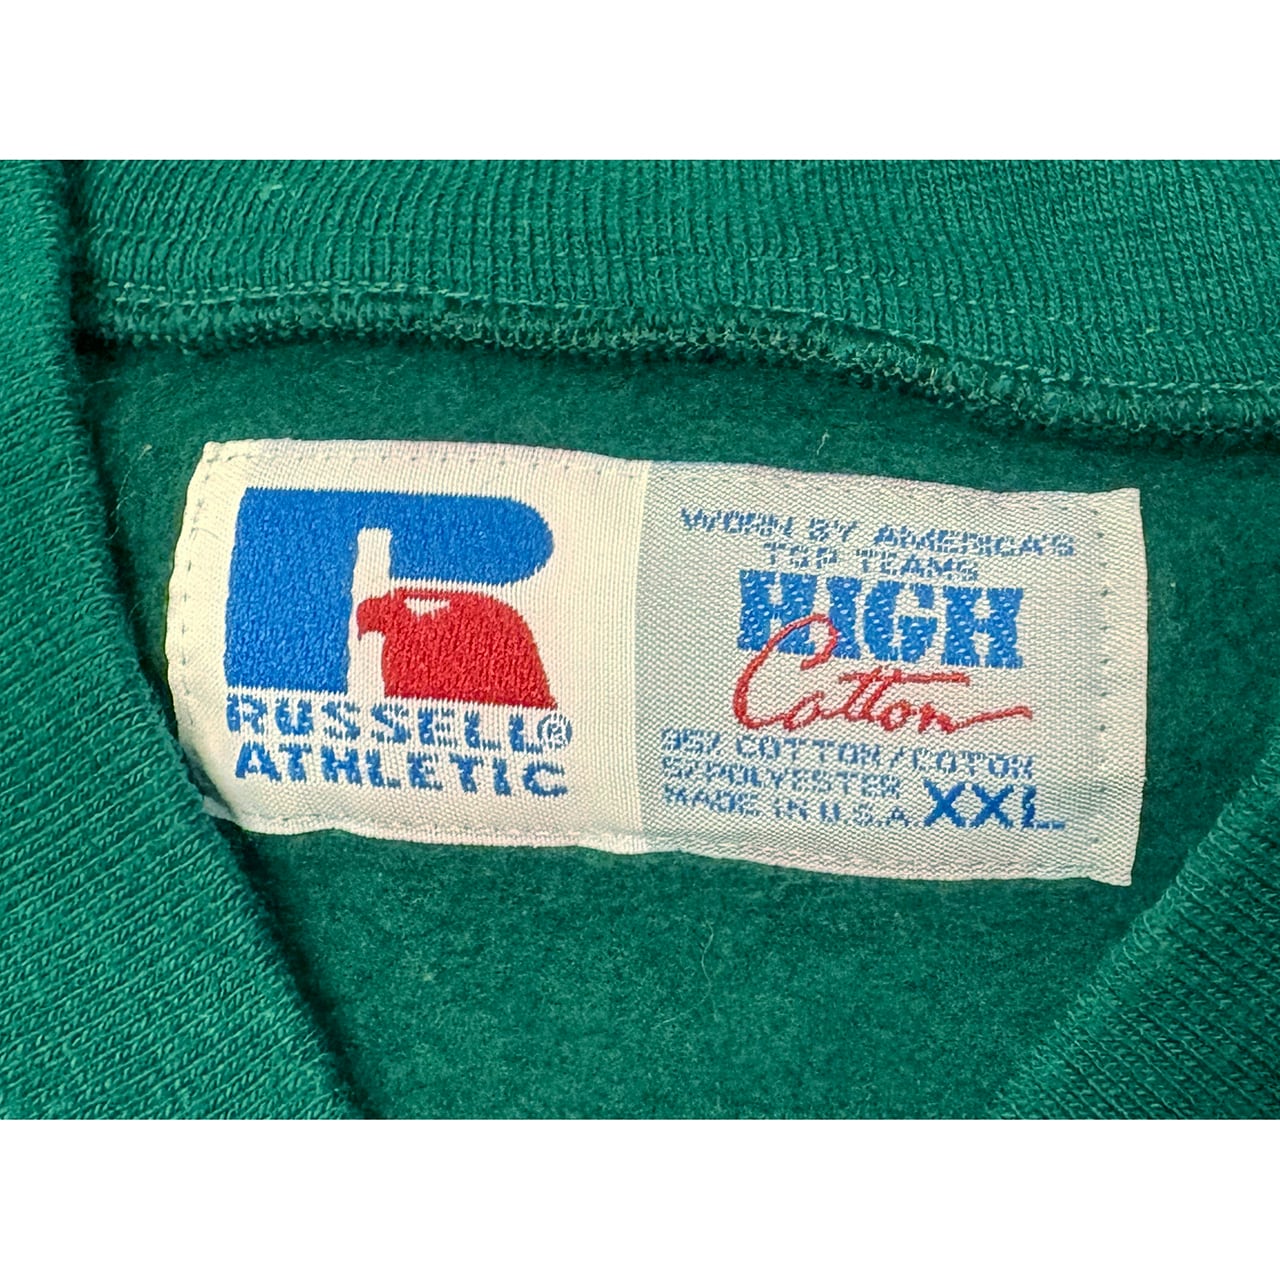 R
RUSSELL®
ATHLETIC
WORN BY AMERICA'S
TOP TEAMS
HIGH
Cotton
95% COTTON/COTON
5% POLYESTER
MADE IN U.S.A. XXL